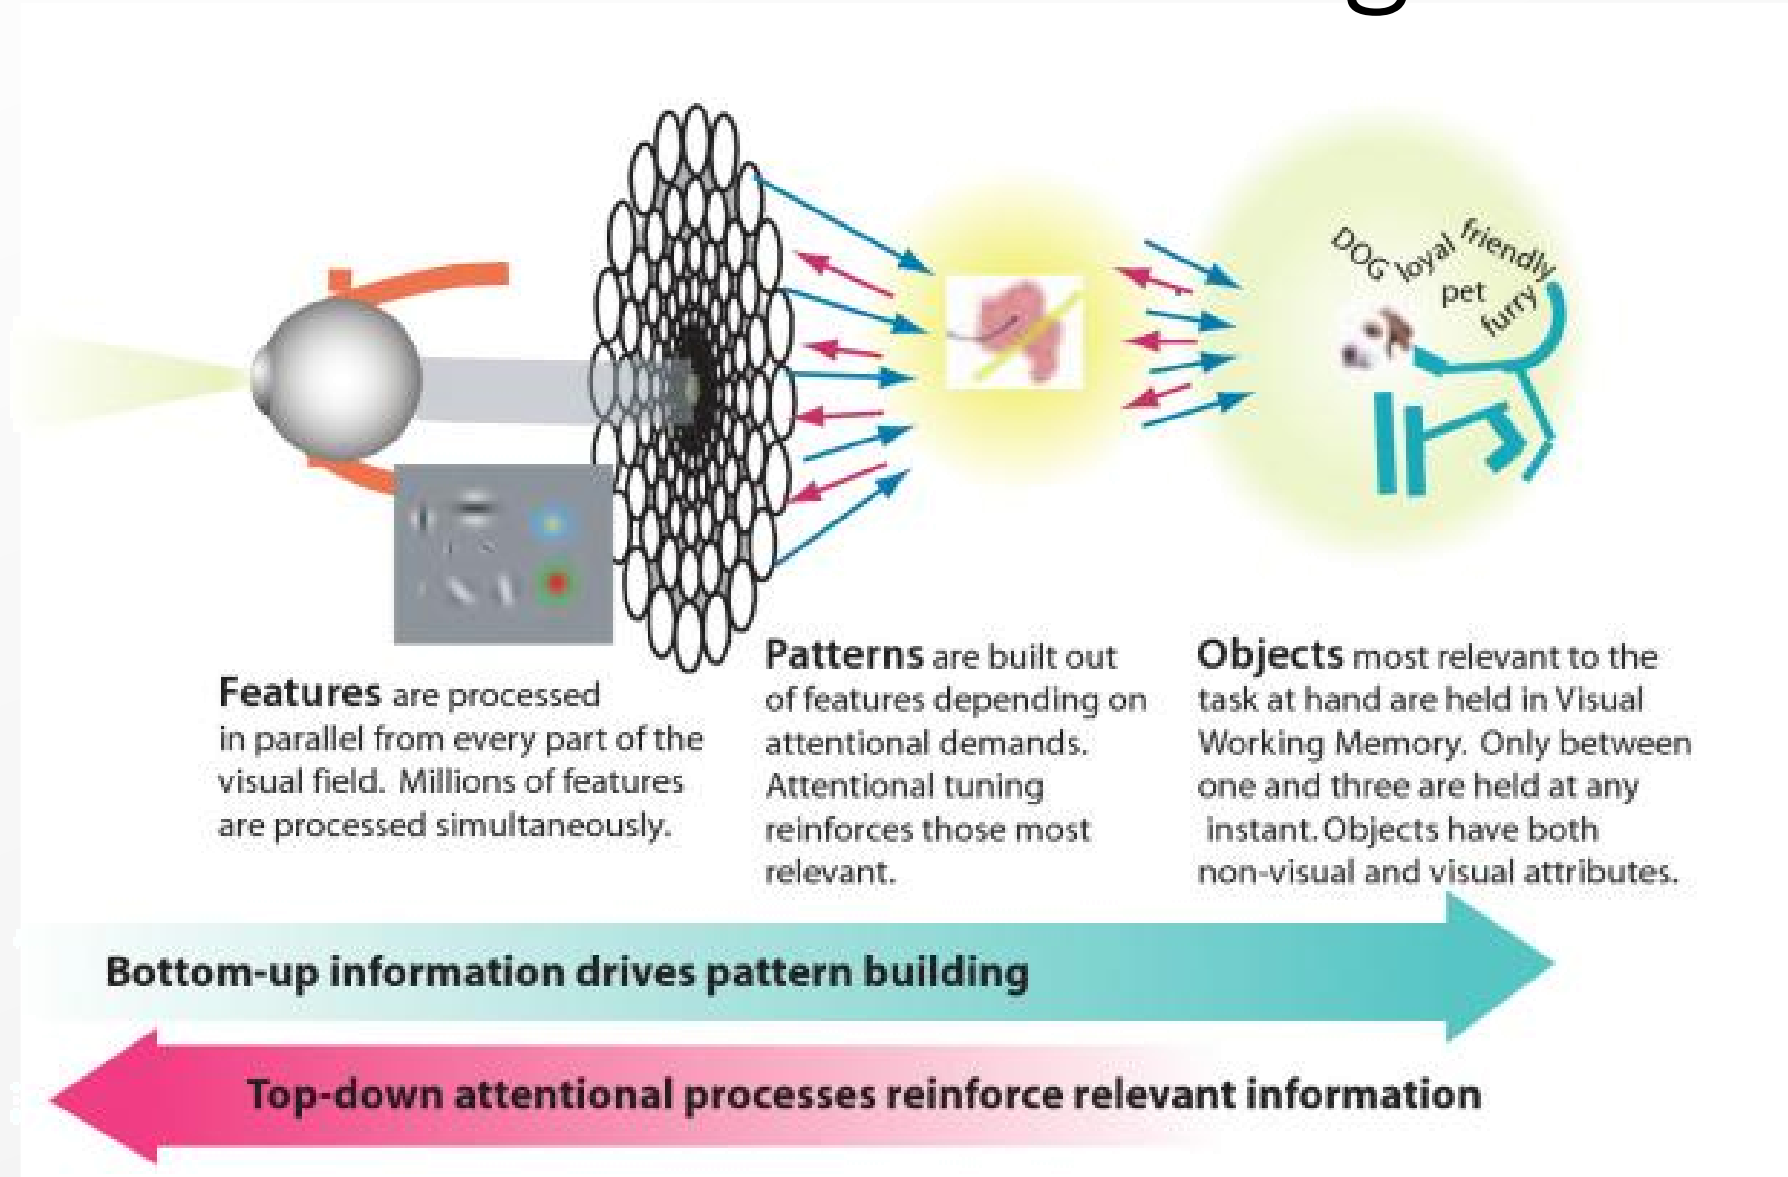 DOG loyal friendly
pet
furry
Features are processed
in parallel from every part of the
visual field. Millions of features
are processed simultaneously.
Patterns are built out
of features depending on
attentional demands.
Attentional tuning
reinforces those most
relevant.
Objects most relevant to the
task at hand are held in Visual
Working Memory. Only between
one and three are held at any
instant. Objects have both
non-visual and visual attributes.
Bottom-up information drives pattern building
Top-down attentional processes reinforce relevant information